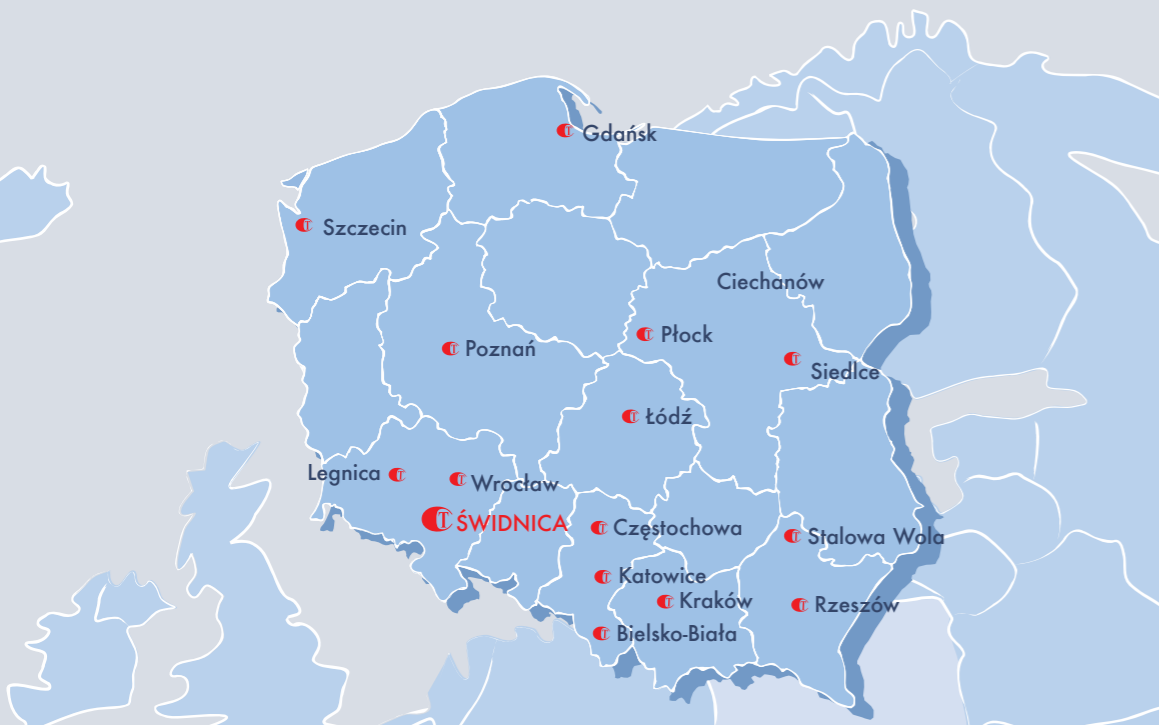 Gdańsk
Szczecin
Ciechanów
Płock
Poznań
Siedlce
Łódź
Legnica
Wrocław
ŚWIDNICA
Częstochowa
Stalowa Wola
Katowice
Kraków
Rzeszów
Bielsko-Biała